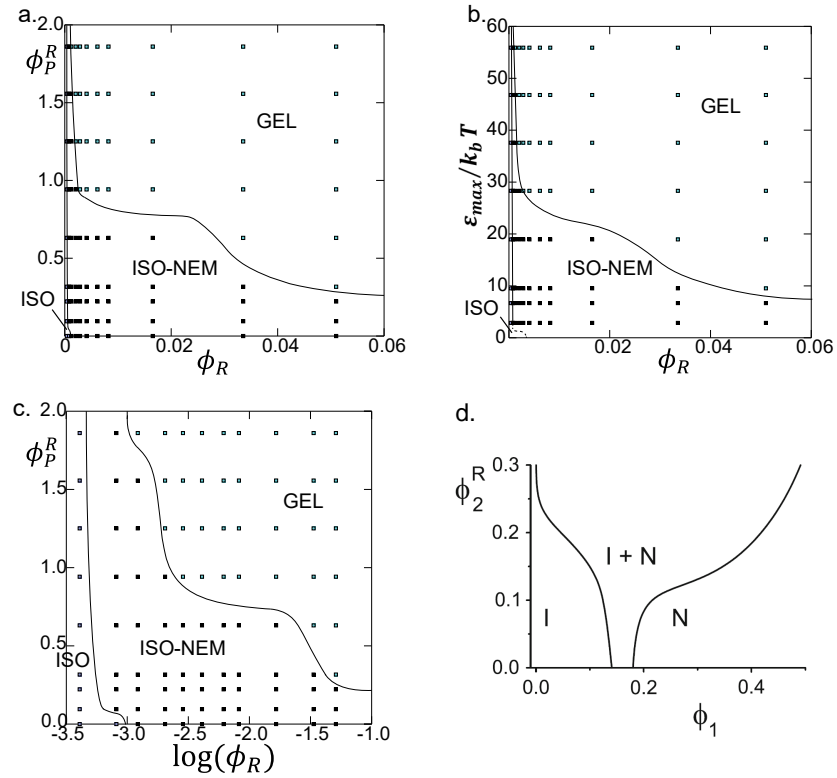 a.
2.0
ϕ_P^R
1.5
1.0
0.5
0
GEL
ISO-NEM
ISO
0
0.02
0.04
0.06
ϕ_R
b.
60
50
40
30
20
10
0
ε_max/k_bT
GEL
ISO-NEM
ISO
0.02
0.04
0.06
ϕ_R
c.
2.0
ϕ_P^R
1.5
1.0
0.5
0.0
GEL
ISO-NEM
ISO
-3.5
-3.0
-2.5
-2.0
-1.5
-1.0
log(ϕ_R)
d.
0.3
ϕ_2^R
0.2
0.1
0.0
I + N
I
N
0.0
0.2
0.4
ϕ_1